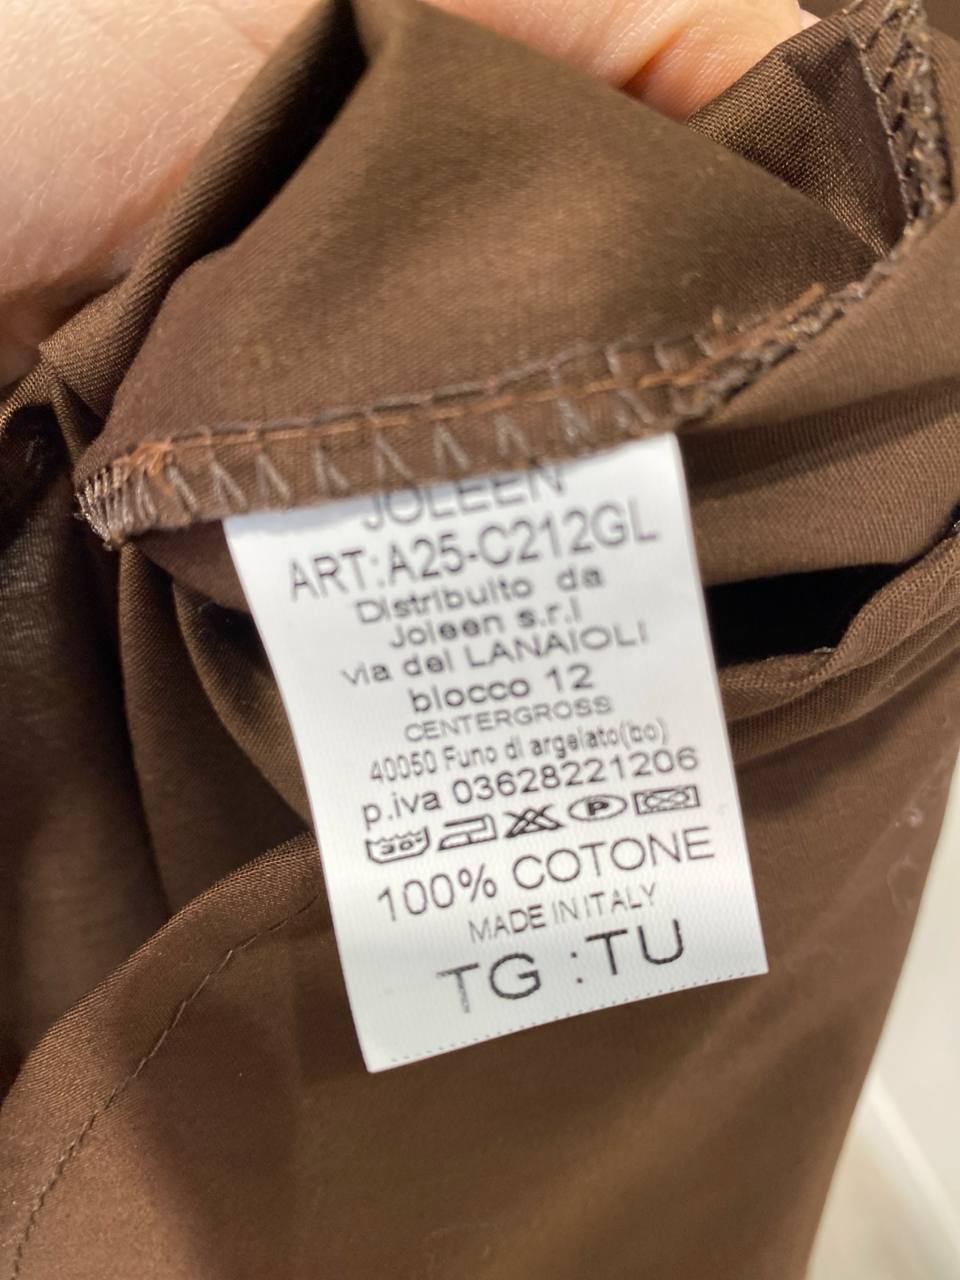 JOLEEN
ART:A25-C212GL
Distribuito da
Joleen s.r.l
via del LANAIOLI
blocco 12
CENTERGROSS
40050 Funo di argelato(bo)
p.iva 03628221206
30° P
100% COTONE
MADE IN ITALY
TG :TU